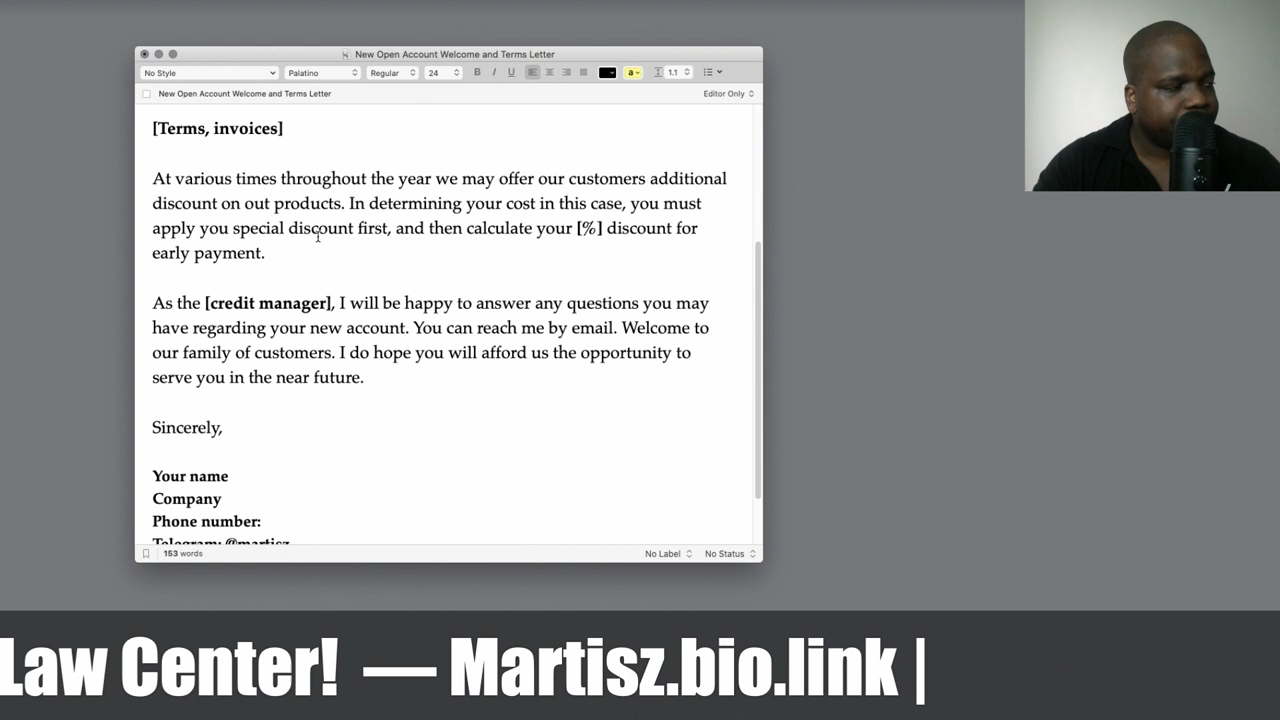 New Open Account Welcome and Terms Letter
No Style Palatino Regular 24 B I U a 1.1
New Open Account Welcome and Terms Letter Editor Only
[Terms, invoices]
At various times throughout the year we may offer our customers additional
discount on out products. In determining your cost in this case, you must
apply you special discount first, and then calculate your [%] discount for
early payment.
As the [credit manager], I will be happy to answer any questions you may
have regarding your new account. You can reach me by email. Welcome to
our family of customers. I do hope you will afford us the opportunity to
serve you in the near future.
Sincerely,
Your name
Company
Phone number:
Telegram: @martisz
153 words No Label No Status
Law Center! — Martisz.bio.link |